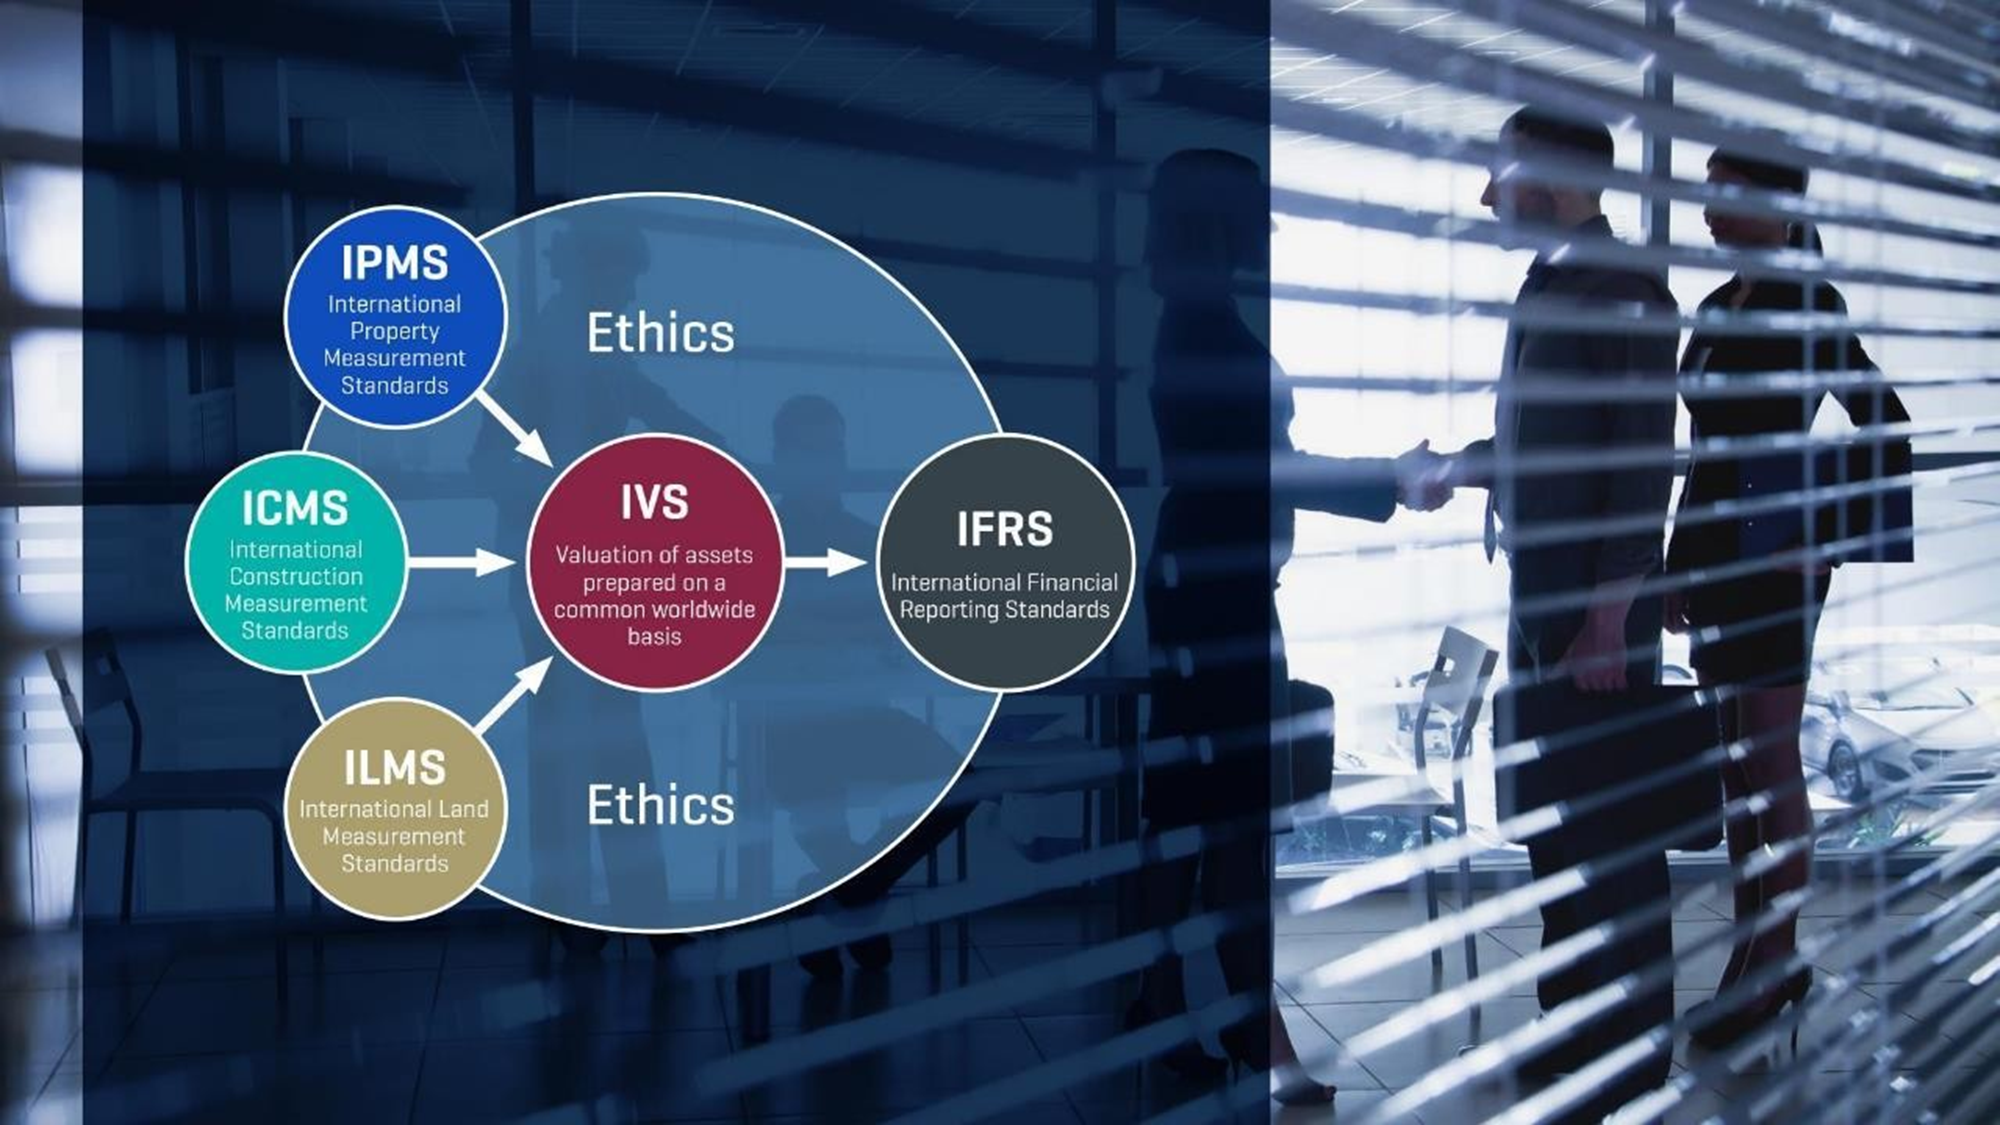 IPMS
International
Property
Measurement
Standards
Ethics
ICMS
International
Construction
Measurement
Standards
IVS
Valuation of assets
prepared on a
common worldwide
basis
IFRS
International Financial
Reporting Standards
ILMS
International Land
Measurement
Standards
Ethics